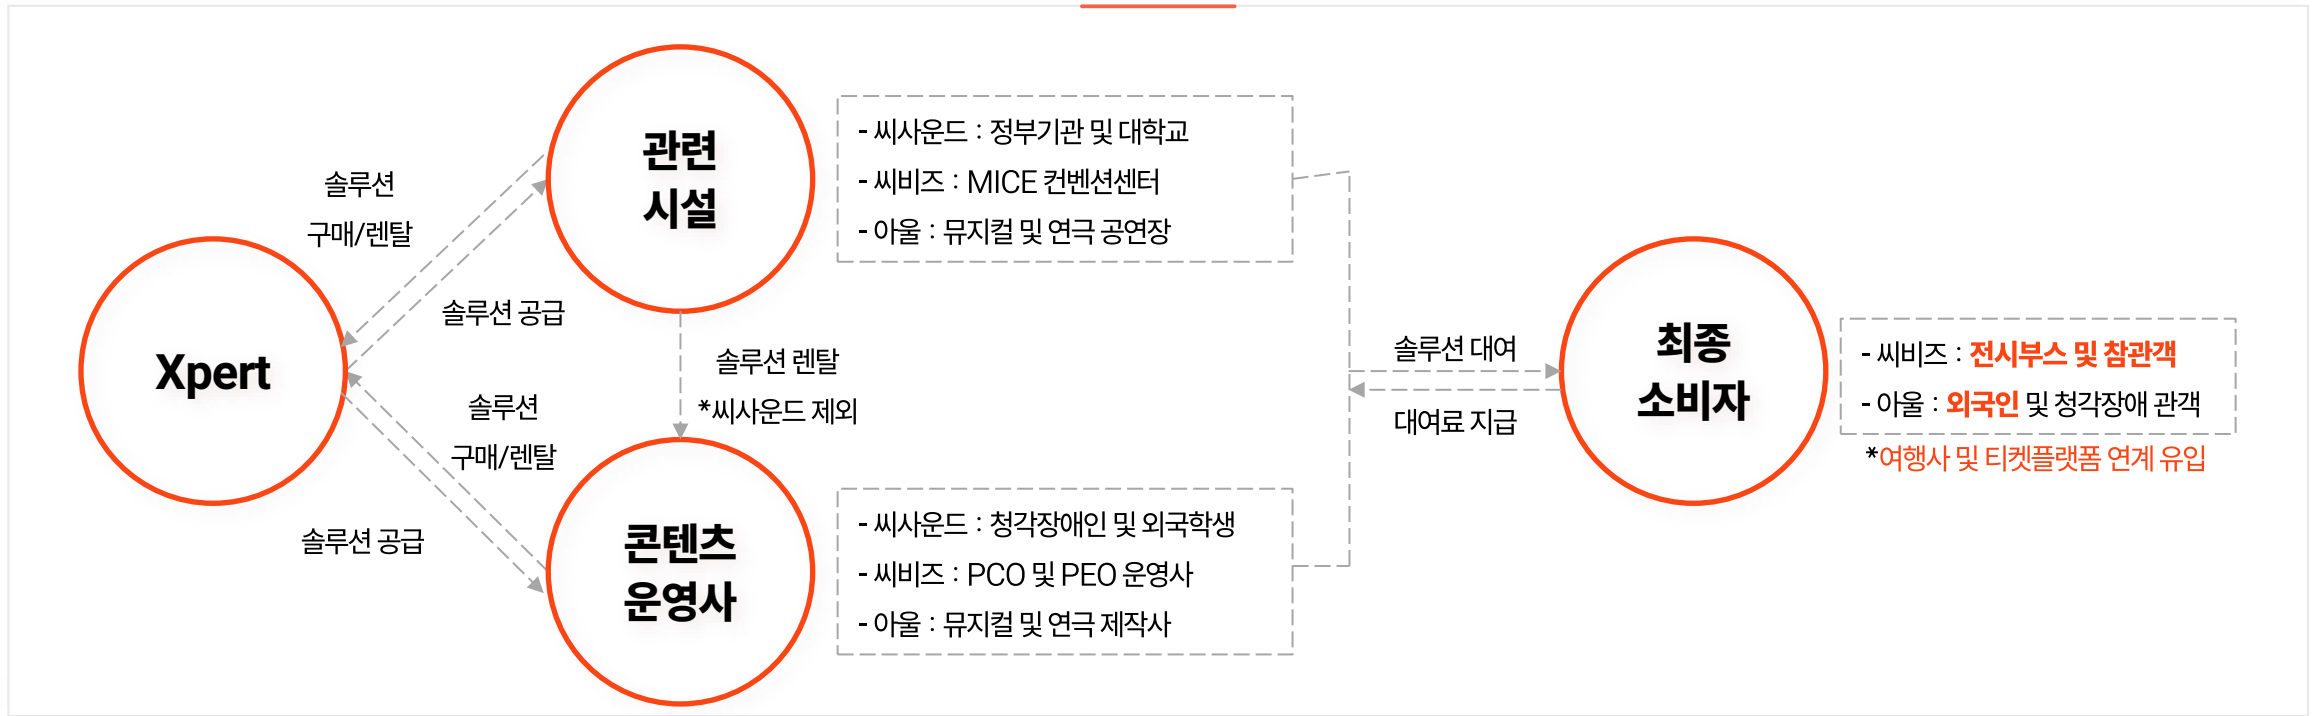 솔루션
구매/렌탈
Xpert
솔루션 공급
관련
시설
- 씨사운드 : 정부기관 및 대학교
- 씨비즈 : MICE 컨벤션센터
- 아울 : 뮤지컬 및 연극 공연장
솔루션 렌탈
*씨사운드 제외
솔루션
구매/렌탈
솔루션 공급
콘텐츠
운영사
- 씨사운드 : 청각장애인 및 외국학생
- 씨비즈 : PCO 및 PEO 운영사
- 아울 : 뮤지컬 및 연극 제작사
솔루션 대여
대여료 지급
최종
소비자
- 씨비즈 : 전시부스 및 참관객
- 아울 : 외국인 및 청각장애 관객
*여행사 및 티켓플랫폼 연계 유입